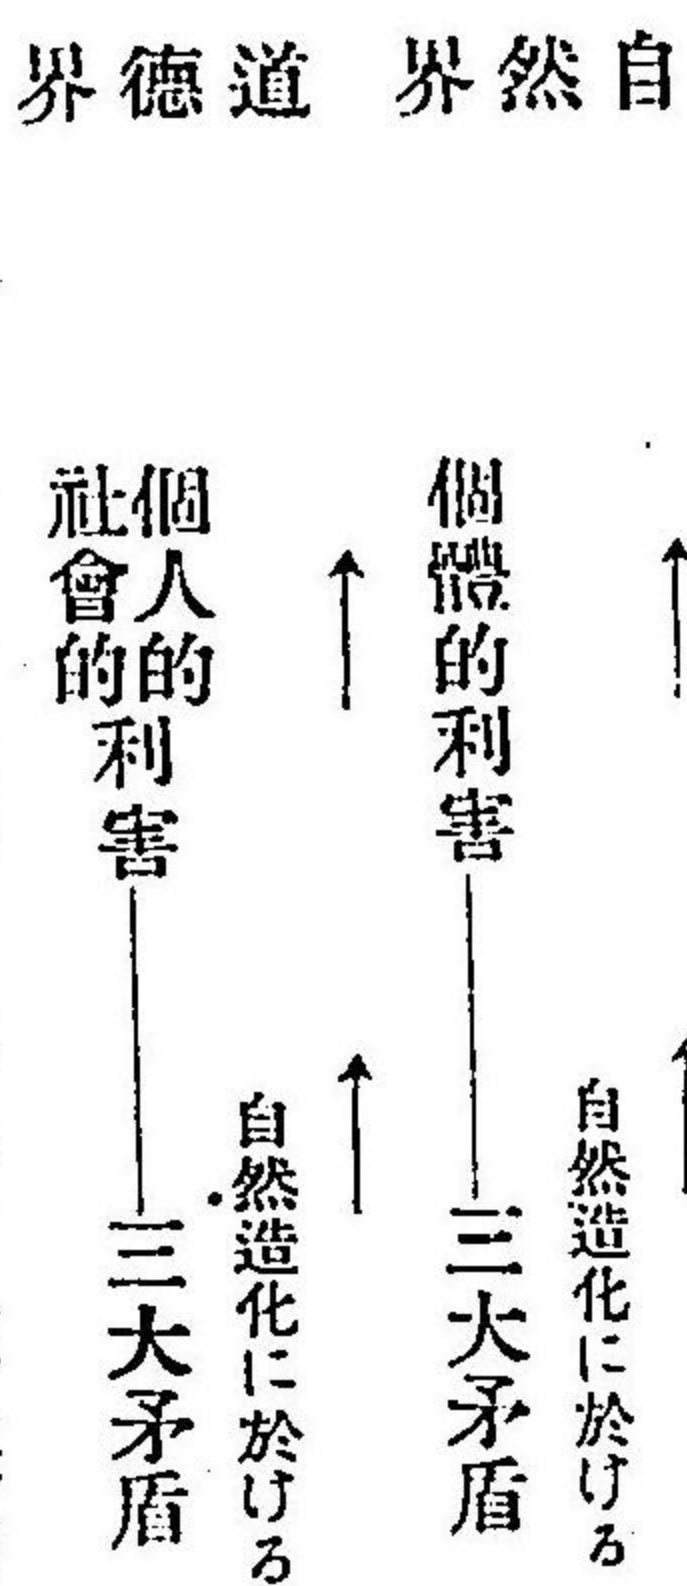 自然界
個體的利害
自然造化に於ける
三大矛盾
道德界
個人的
社會的
利害
自然造化に於ける
三大矛盾